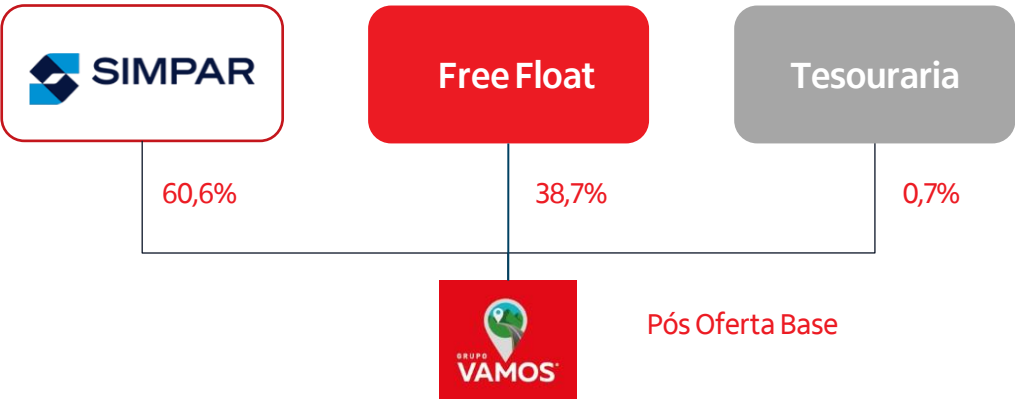 SIMPAR
Free Float
Tesouraria
60,6%
38,7%
0,7%
GRUPO
VAMOS
Pós Oferta Base